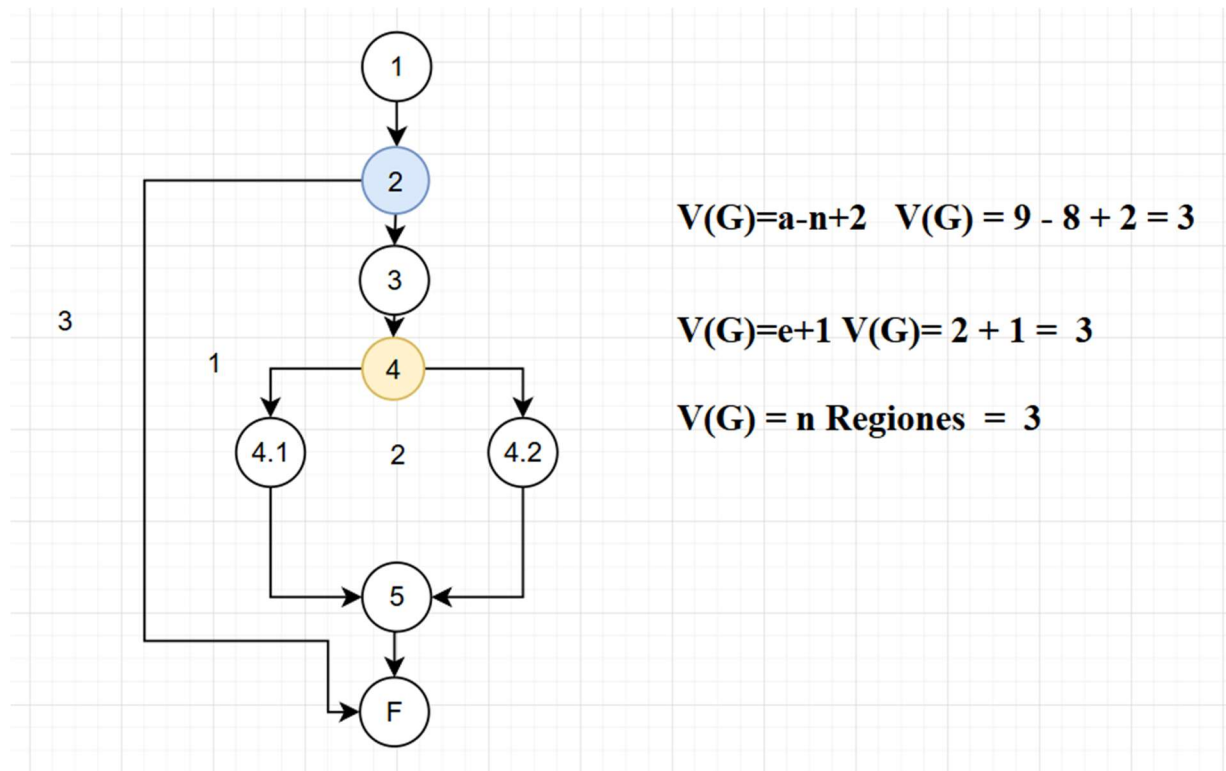 1
2
V(G)=a-n+2   V(G) = 9 - 8 + 2 = 3
3
3
V(G)=e+1 V(G)= 2 + 1 =  3
1
4
V(G) = n Regiones  =  3
4.1
2
4.2
5
F